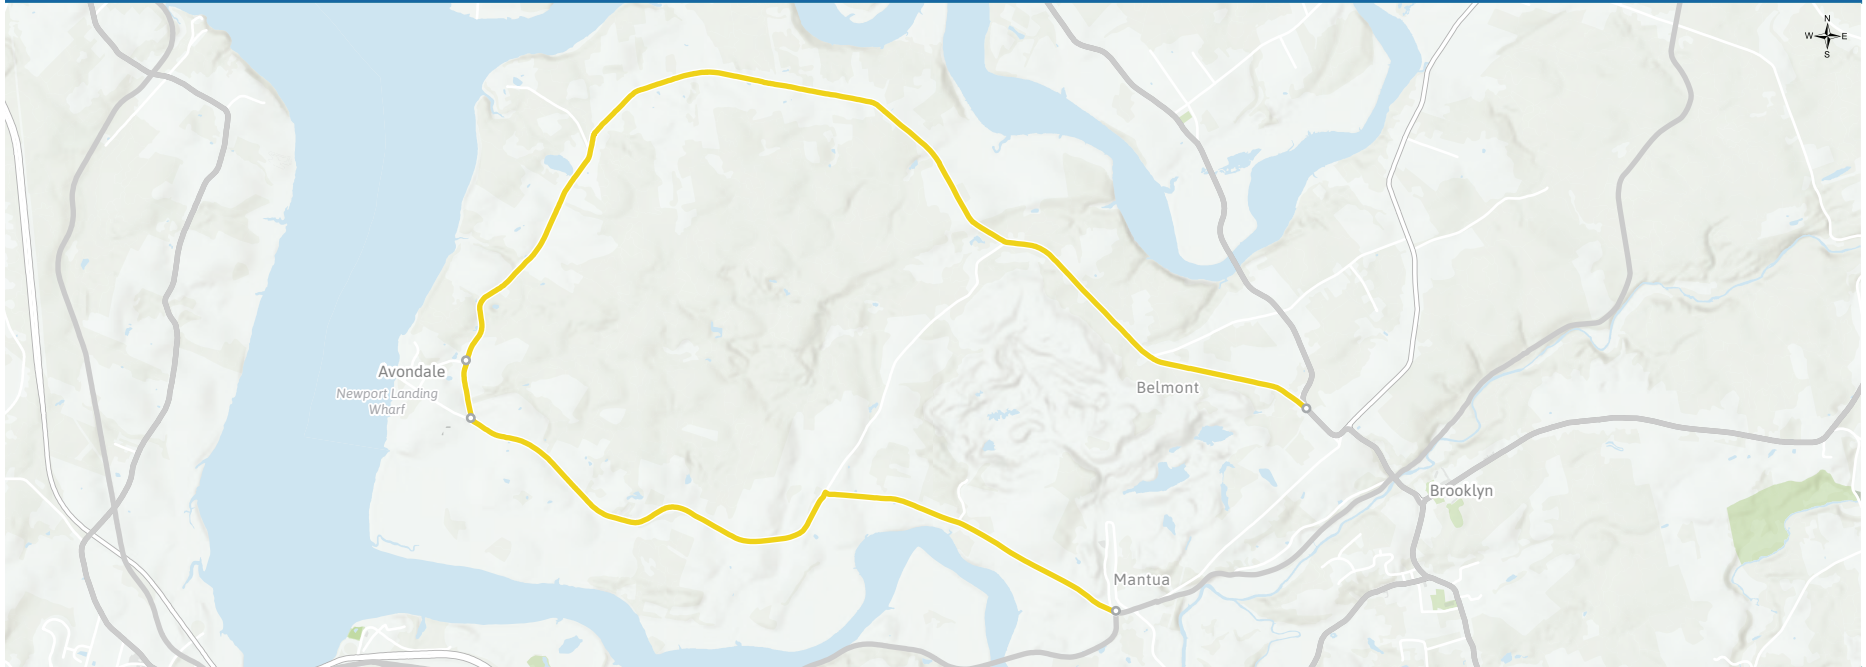 N
W E
S
Avondale
Newport Landing
Wharf
Belmont
Brooklyn
Mantua